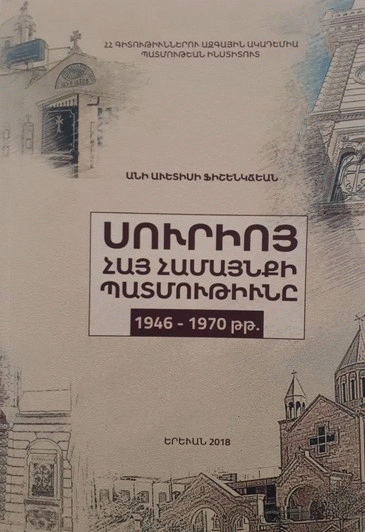 ՀՀ ԳԻՏՈՒԹԻՒՆՆԵՐՈՒ ԱԶԳԱՅԻՆ ԱԿԱԴԵՄԻԱ
ՊԱՏՄՈՒԹԵԱՆ ԻՆՍՏԻՏՈՒՏ
ԱՆԻ ԱՒԵՏԻՍԻ ՖԻՇԵՆԿՃԵԱՆ
ՍՈՒՐԻՈՅ
ՀԱՅ ՀԱՄԱՅՆՔԻ
ՊԱՏՄՈՒԹԻՒՆԸ
1946 - 1970 թթ.
ԵՐԵՒԱՆ 2018